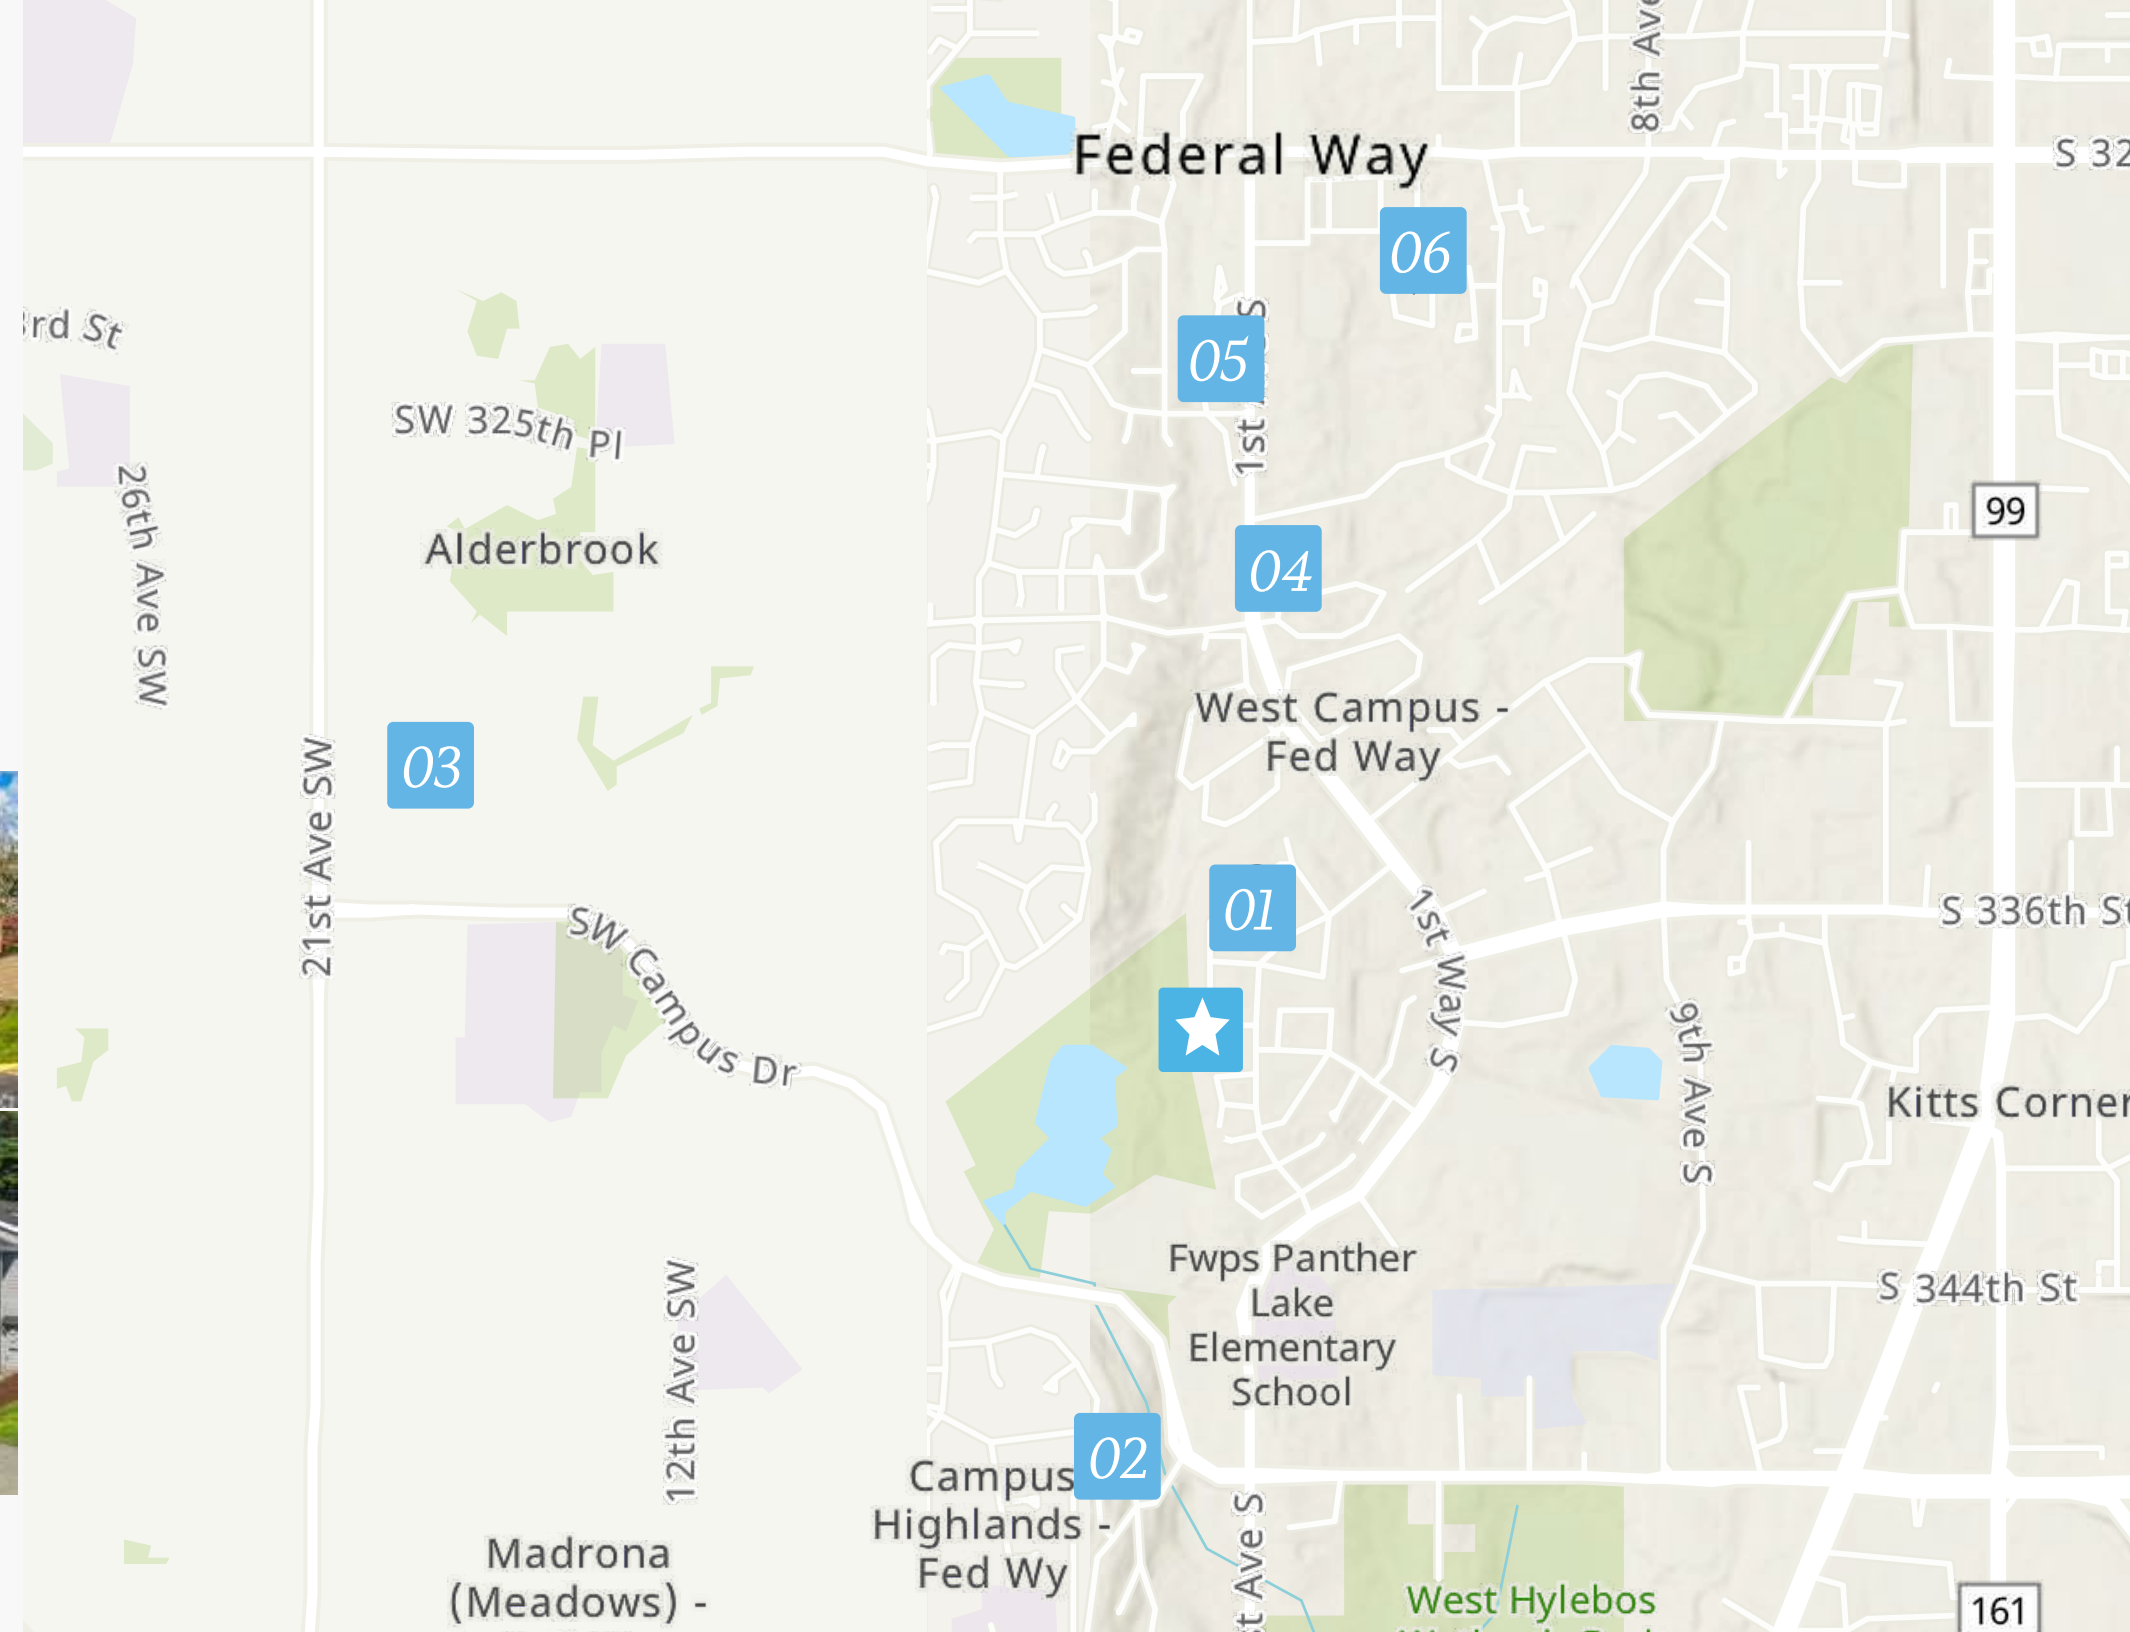 8th Ave
Federal Way
S 32
06
rd St
1st
S
05
SW 325th Pl
26th Ave SW
99
Alderbrook
04
West Campus -
Fed Way
03
21st Ave SW
01
1st Way S
S 336th St
SW Campus Dr
9th Ave S
Kitts Corner
Fwps Panther
Lake
Elementary
School
S 344th St
12th Ave SW
02
Campus
Highlands -
Fed Wy
Ave S
Madrona
(Meadows) -
West Hylebos
161